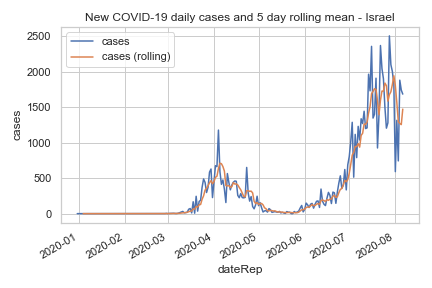 New COVID-19 daily cases and 5 day rolling mean - Israel
cases
cases (rolling)
2500
2000
1500
1000
500
0
cases
2020-01
2020-02
2020-03
2020-04
2020-05
2020-06
2020-07
2020-08
dateRep